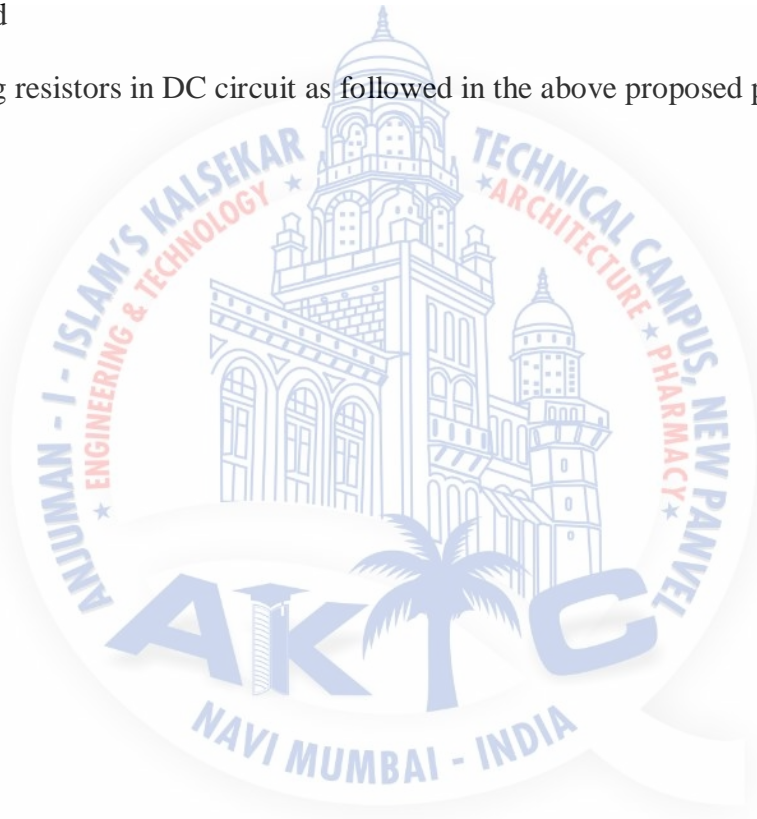 d
g resistors in DC circuit as followed in the above proposed p
ANJUMAN - I - ISLAM'S KALSEKAR TECHNICAL CAMPUS, NEW PANVEL
★ ENGINEERING & TECHNOLOGY ★ ★ARCHITECTURE ★ PHARMACY★
AKTC
NAVI MUMBAI - INDIA